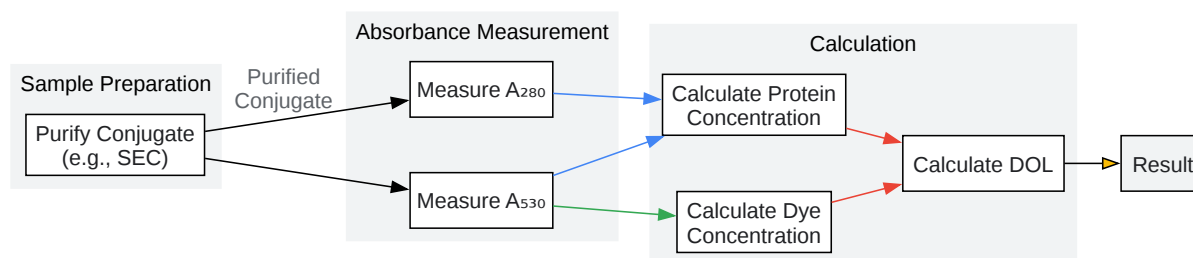 Sample Preparation
Purify Conjugate
(e.g., SEC)
Purified
Conjugate
Absorbance Measurement
Measure A₂₈₀
Measure A₅₃₀
Calculation
Calculate Protein
Concentration
Calculate Dye
Concentration
Calculate DOL
Result